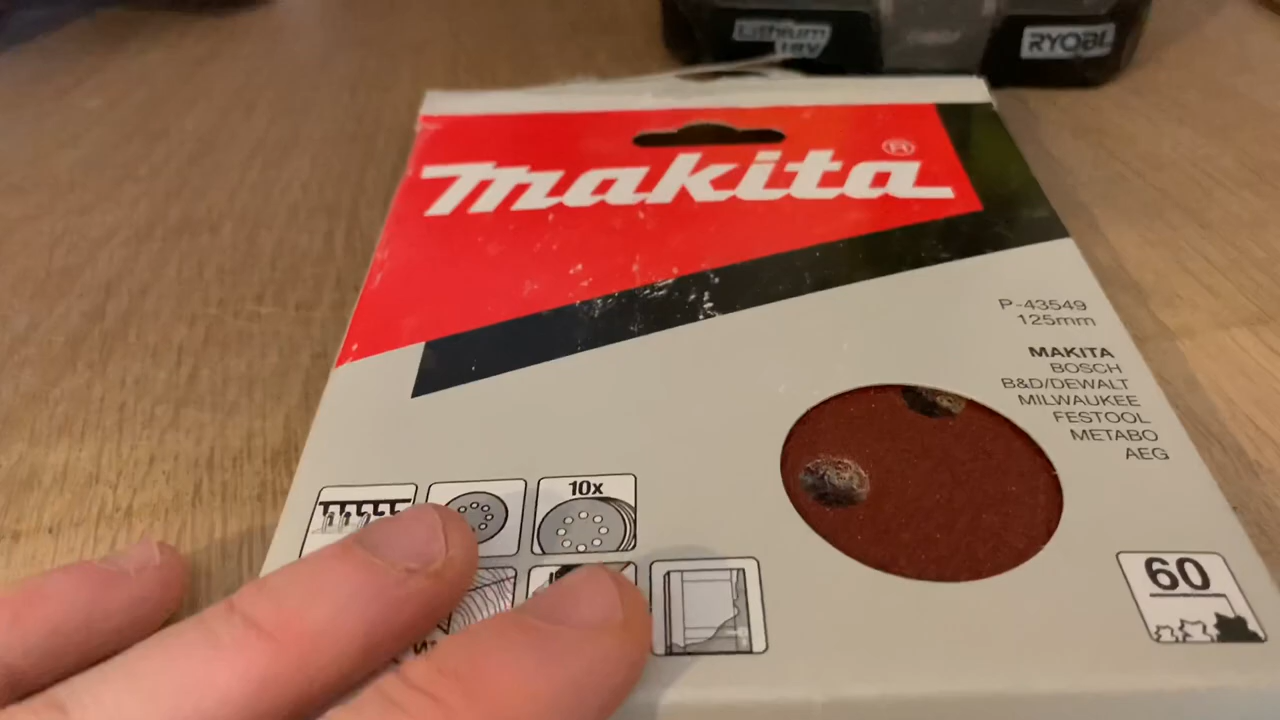 Lithium
18V
RYOBI
makita®
P-43549
125mm
MAKITA
BOSCH
B&D/DEWALT
MILWAUKEE
FESTOOL
METABO
AEG
10x
60